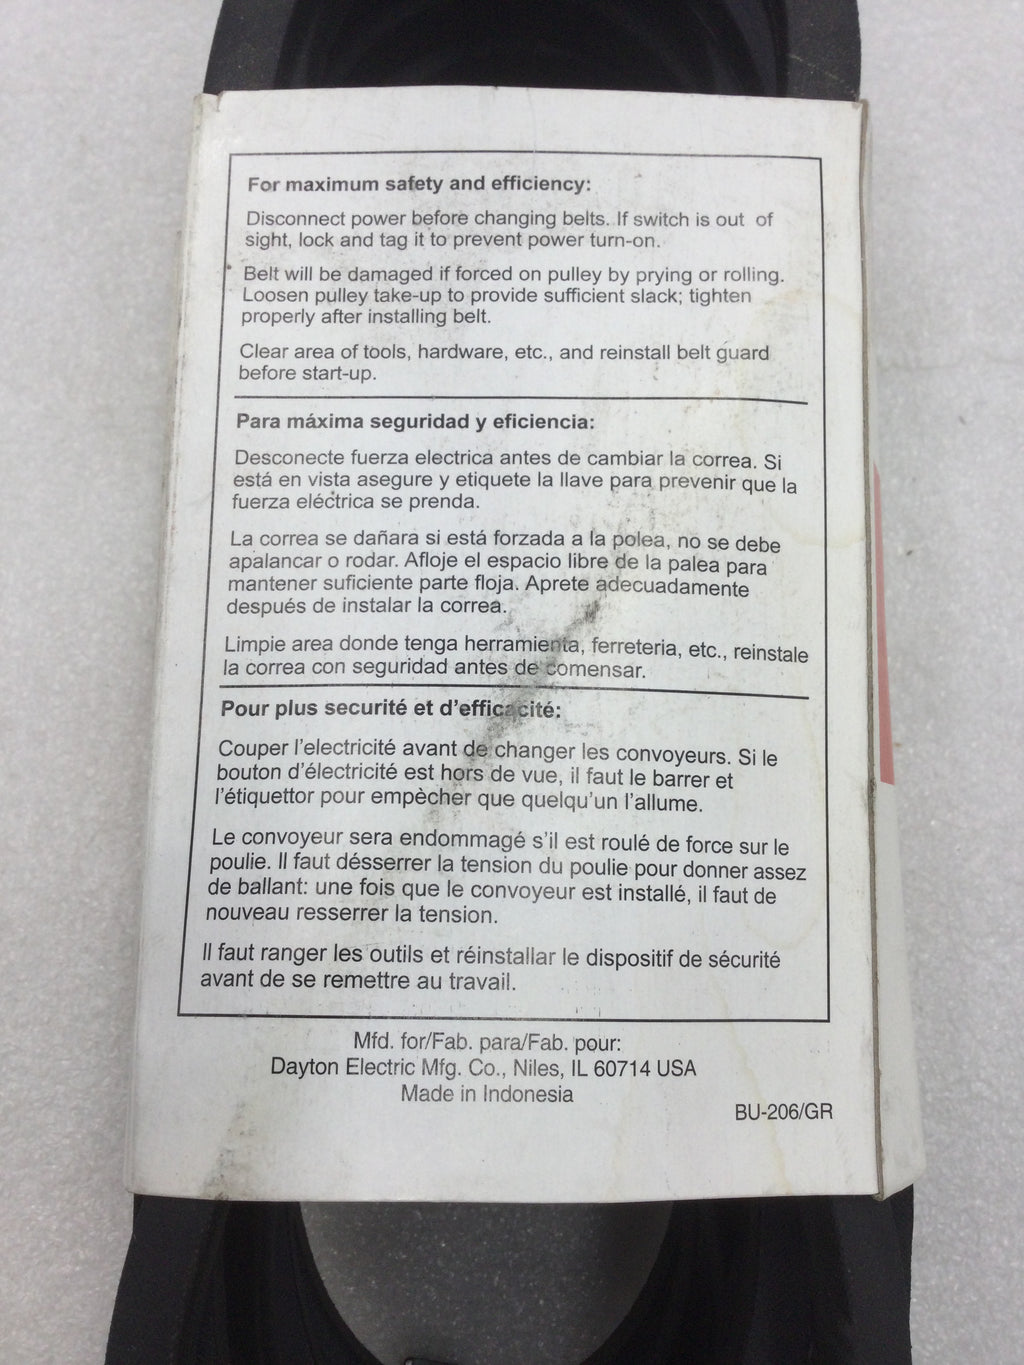 For maximum safety and efficiency:
Disconnect power before changing belts. If switch is out of
sight, lock and tag it to prevent power turn-on.
Belt will be damaged if forced on pulley by prying or rolling.
Loosen pulley take-up to provide sufficient slack; tighten
properly after installing belt.
Clear area of tools, hardware, etc., and reinstall belt guard
before start-up.
Para máxima seguridad y eficiencia:
Desconecte fuerza electrica antes de cambiar la correa. Si
está en vista asegure y etiquete la llave para prevenir que la
fuerza eléctrica se prenda.
La correa se dañara si está forzada a la polea, no se debe
apalancar o rodar. Afloje el espacio libre de la palea para
mantener suficiente parte floja. Aprete adecuadamente
después de instalar la correa.
Limpie area donde tenga herramienta, ferreteria, etc., reinstale
la correa con seguridad antes de comensar.
Pour plus securité et d'efficacité:
Couper l'electricité avant de changer les convoyeurs. Si le
bouton d'électricité est hors de vue, il faut le barrer et
l'étiquettor pour empècher que quelqu'un l'allume.
Le convoyeur sera endommagé s'il est roulé de force sur le
poulie. Il faut désserrer la tension du poulie pour donner assez
de ballant: une fois que le convoyeur est installé, il faut de
nouveau resserrer la tension.
Il faut ranger les outils et réinstallar le dispositif de sécurité
avant de se remettre au travail.
Mfd. for/Fab. para/Fab. pour:
Dayton Electric Mfg. Co., Niles, IL 60714 USA
Made in Indonesia
BU-206/GR